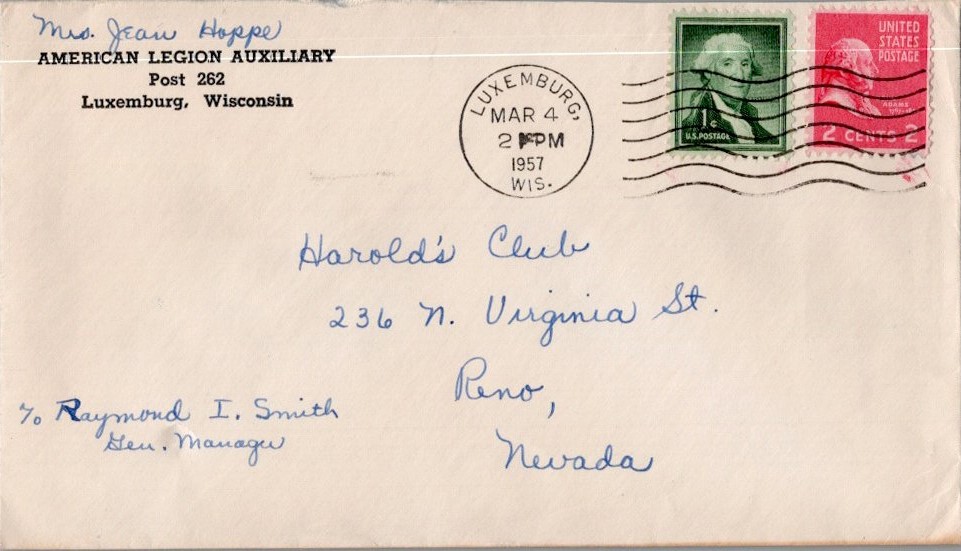 Mrs. Jean Hoppe
AMERICAN LEGION AUXILIARY
Post 262
Luxemburg, Wisconsin
LUXEMBURG,
MAR 4
2 PM
1957
WIS.
1¢
U.S. POSTAGE
UNITED
STATES
POSTAGE
ADAMS
2 CENTS 2
Harold's Club
236 N. Virginia St.
Reno,
Nevada
℅ Raymond I. Smith
Gen. Manager